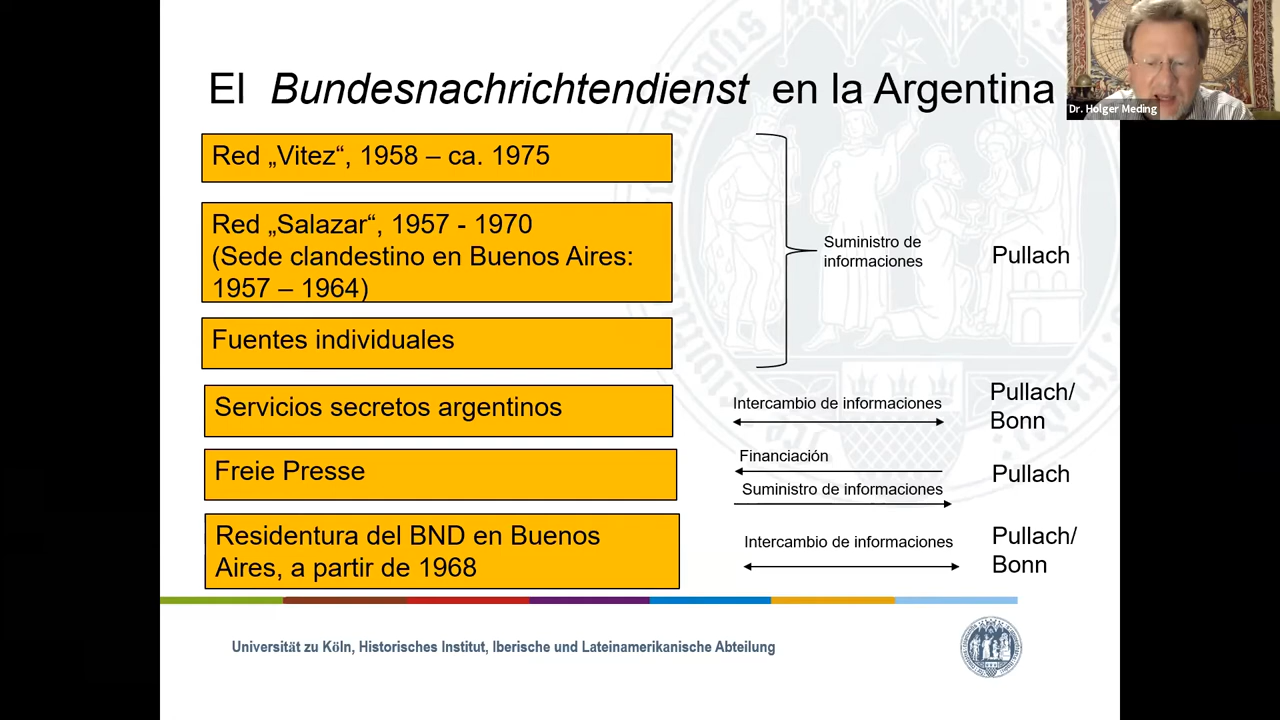 El Bundesnachrichtendienst en la Argentina
Dr. Holger Meding
Red „Vitez“, 1958 – ca. 1975
Red „Salazar“, 1957 - 1970
(Sede clandestino en Buenos Aires:
1957 – 1964)
Suministro de
informaciones
Pullach
Fuentes individuales
Servicios secretos argentinos
Intercambio de informaciones
Pullach/
Bonn
Freie Presse
Financiación
Suministro de informaciones
Pullach
Residentura del BND en Buenos
Aires, a partir de 1968
Intercambio de informaciones
Pullach/
Bonn
Universität zu Köln, Historisches Institut, Iberische und Lateinamerikanische Abteilung